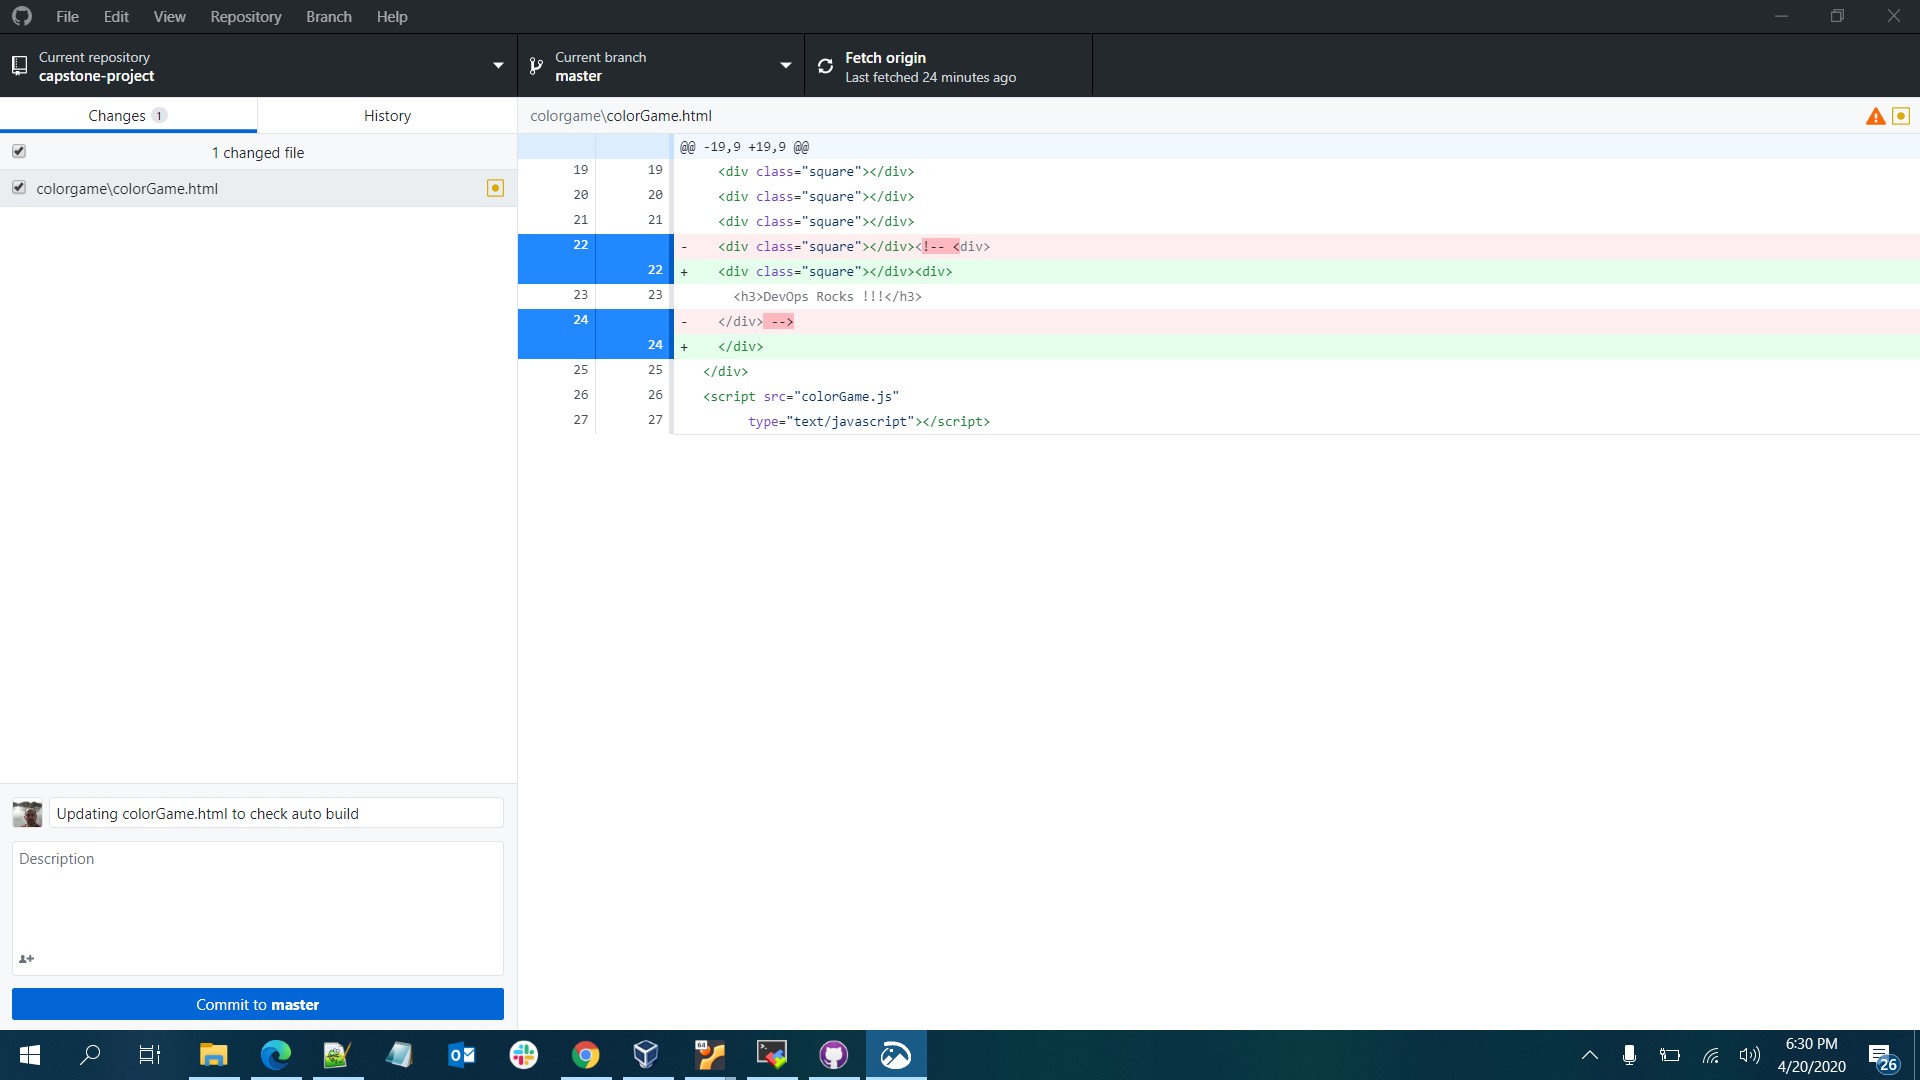 File Edit View Repository Branch Help
Current repository
capstone-project
Current branch
master
Fetch origin
Last fetched 24 minutes ago
Changes 1
History
1 changed file
colorgame\colorGame.html
colorgame\colorGame.html
@@ -19,9 +19,9 @@
19 19 <div class="square"></div>
20 20 <div class="square"></div>
21 21 <div class="square"></div>
22 - <div class="square"></div><!-- <div>
22 + <div class="square"></div><div>
23 23 <h3>DevOps Rocks !!!</h3>
24 - </div> -->
24 + </div>
25 25 </div>
26 26 <script src="colorGame.js"
27 27 type="text/javascript"></script>
Updating colorGame.html to check auto build
Description
Commit to master
64
6:30 PM
4/20/2020
26